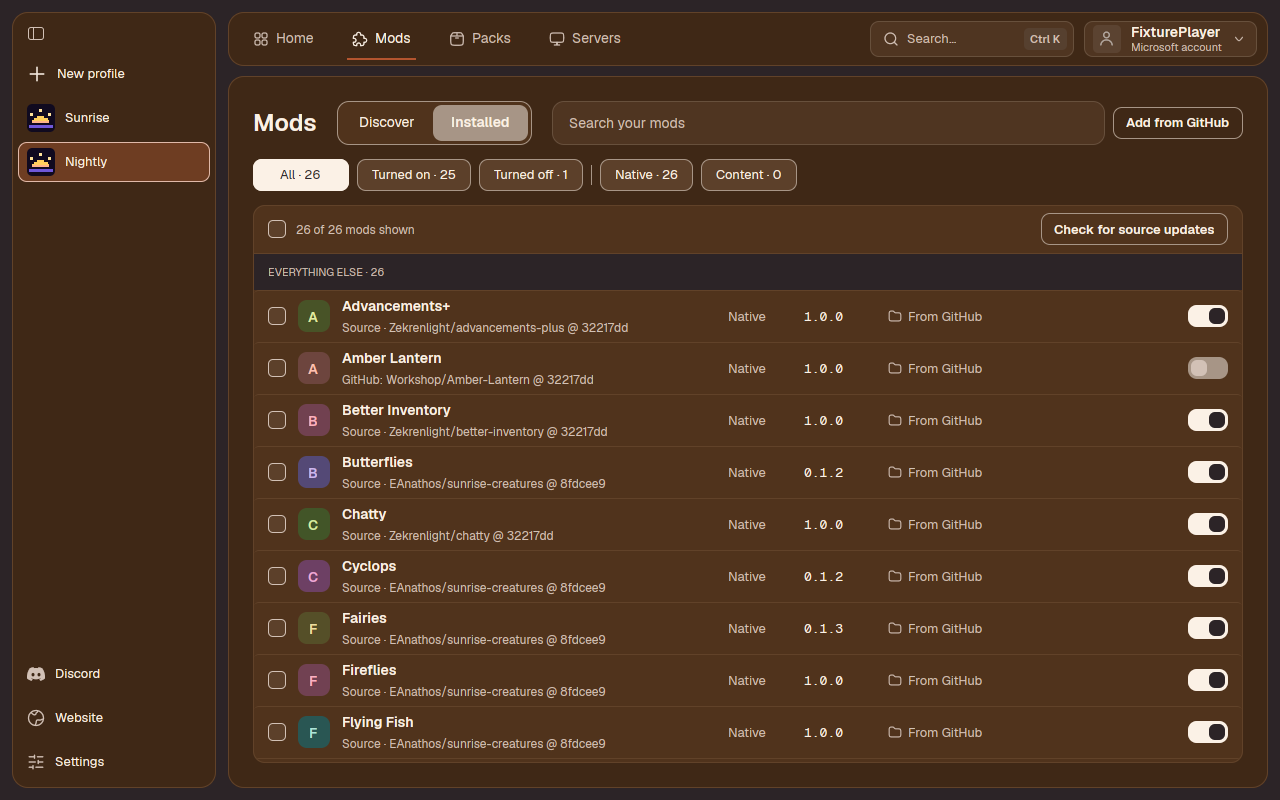 New profile
Sunrise
Nightly
Discord
Website
Settings
Home
Mods
Packs
Servers
Search...
Ctrl K
FixturePlayer
Microsoft account
Mods
Discover
Installed
Search your mods
Add from GitHub
All · 26
Turned on · 25
Turned off · 1
Native · 26
Content · 0
26 of 26 mods shown
Check for source updates
EVERYTHING ELSE · 26
A
Advancements+
Source · Zekrenlight/advancements-plus @ 32217dd
Native
1.0.0
From GitHub
A
Amber Lantern
GitHub: Workshop/Amber-Lantern @ 32217dd
Native
1.0.0
From GitHub
B
Better Inventory
Source · Zekrenlight/better-inventory @ 32217dd
Native
1.0.0
From GitHub
B
Butterflies
Source · EAnathos/sunrise-creatures @ 8fdcee9
Native
0.1.2
From GitHub
C
Chatty
Source · Zekrenlight/chatty @ 32217dd
Native
1.0.0
From GitHub
C
Cyclops
Source · EAnathos/sunrise-creatures @ 8fdcee9
Native
0.1.2
From GitHub
F
Fairies
Source · EAnathos/sunrise-creatures @ 8fdcee9
Native
0.1.3
From GitHub
F
Fireflies
Source · EAnathos/sunrise-creatures @ 8fdcee9
Native
1.0.0
From GitHub
F
Flying Fish
Source · EAnathos/sunrise-creatures @ 8fdcee9
Native
1.0.0
From GitHub